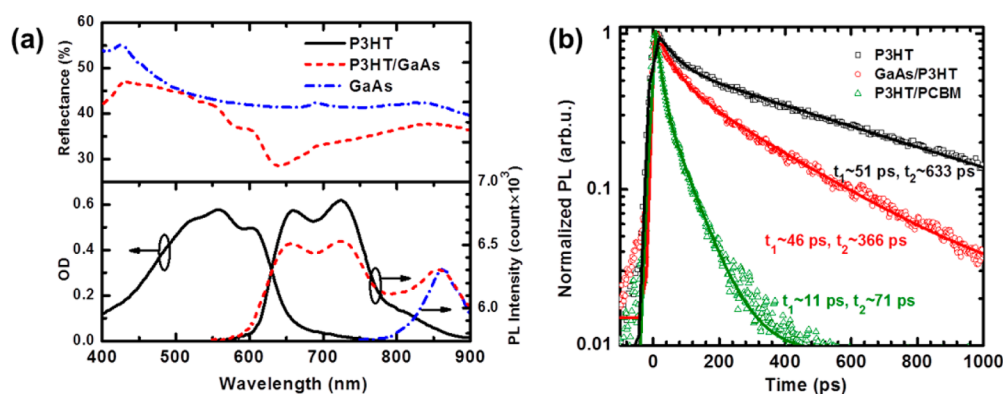 (a)
60
50
40
30
Reflectance (%)
P3HT
P3HT/GaAs
GaAs
0.6
0.4
0.2
0.0
OD
7.0
6.5
6.0
PL Intensity (count×10³)
400 500 600 700 800 900
Wavelength (nm)
(b)
1
0.1
0.01
Normalized PL (arb.u.)
P3HT
GaAs/P3HT
P3HT/PCBM
t₁~51 ps, t₂~633 ps
t₁~46 ps, t₂~366 ps
t₁~11 ps, t₂~71 ps
0 200 400 600 800 1000
Time (ps)